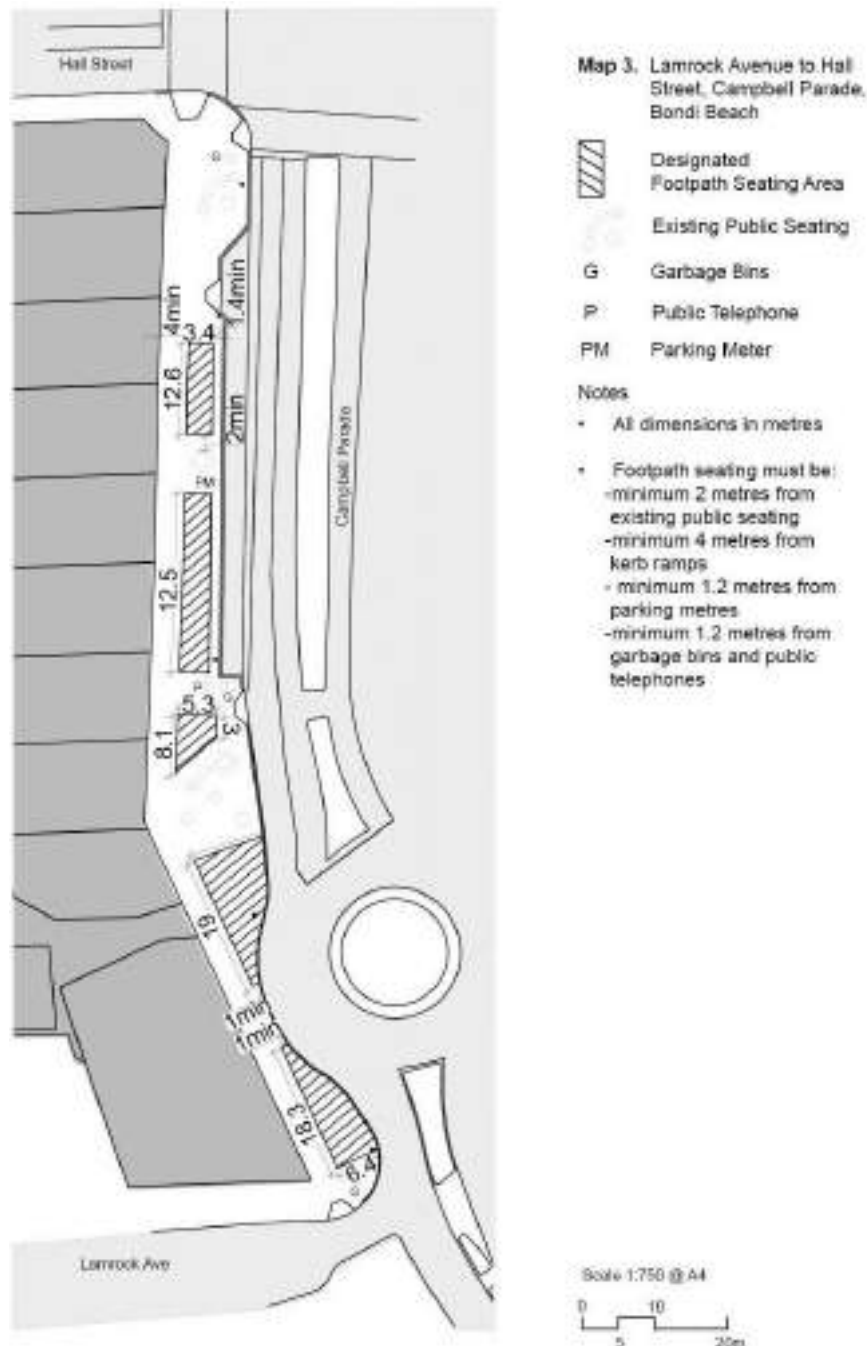 Hall Street
4min
3.4
1.4min
12.6
2min
PM
Campbell Parade
12.5
5.3
3
8.1
19
1min
1min
18.3
Lamrock Ave
Map 3. Lamrock Avenue to Hall
Street, Campbell Parade,
Bondi Beach
Designated
Footpath Seating Area
Existing Public Seating
G Garbage Bins
P Public Telephone
PM Parking Meter
Notes
• All dimensions in metres
• Footpath seating must be:
-minimum 2 metres from
existing public seating
-minimum 4 metres from
kerb ramps
- minimum 1.2 metres from
parking metres
-minimum 1.2 metres from
garbage bins and public
telephones
Scale 1:750 @ A4
0 10
5 20m